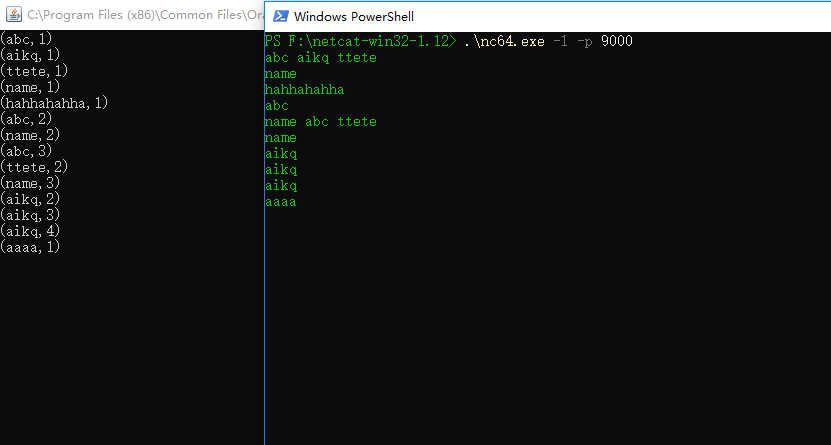 C:\Program Files (x86)\Common Files\Ora
(abc,1)
(aikq,1)
(ttete,1)
(name,1)
(hahhahahha,1)
(abc,2)
(name,2)
(abc,3)
(ttete,2)
(name,3)
(aikq,2)
(aikq,3)
(aikq,4)
(aaaa,1)
Windows PowerShell
PS F:\netcat-win32-1.12> .\nc64.exe -l -p 9000
abc aikq ttete
name
hahhahahha
abc
name abc ttete
name
aikq
aikq
aikq
aaaa